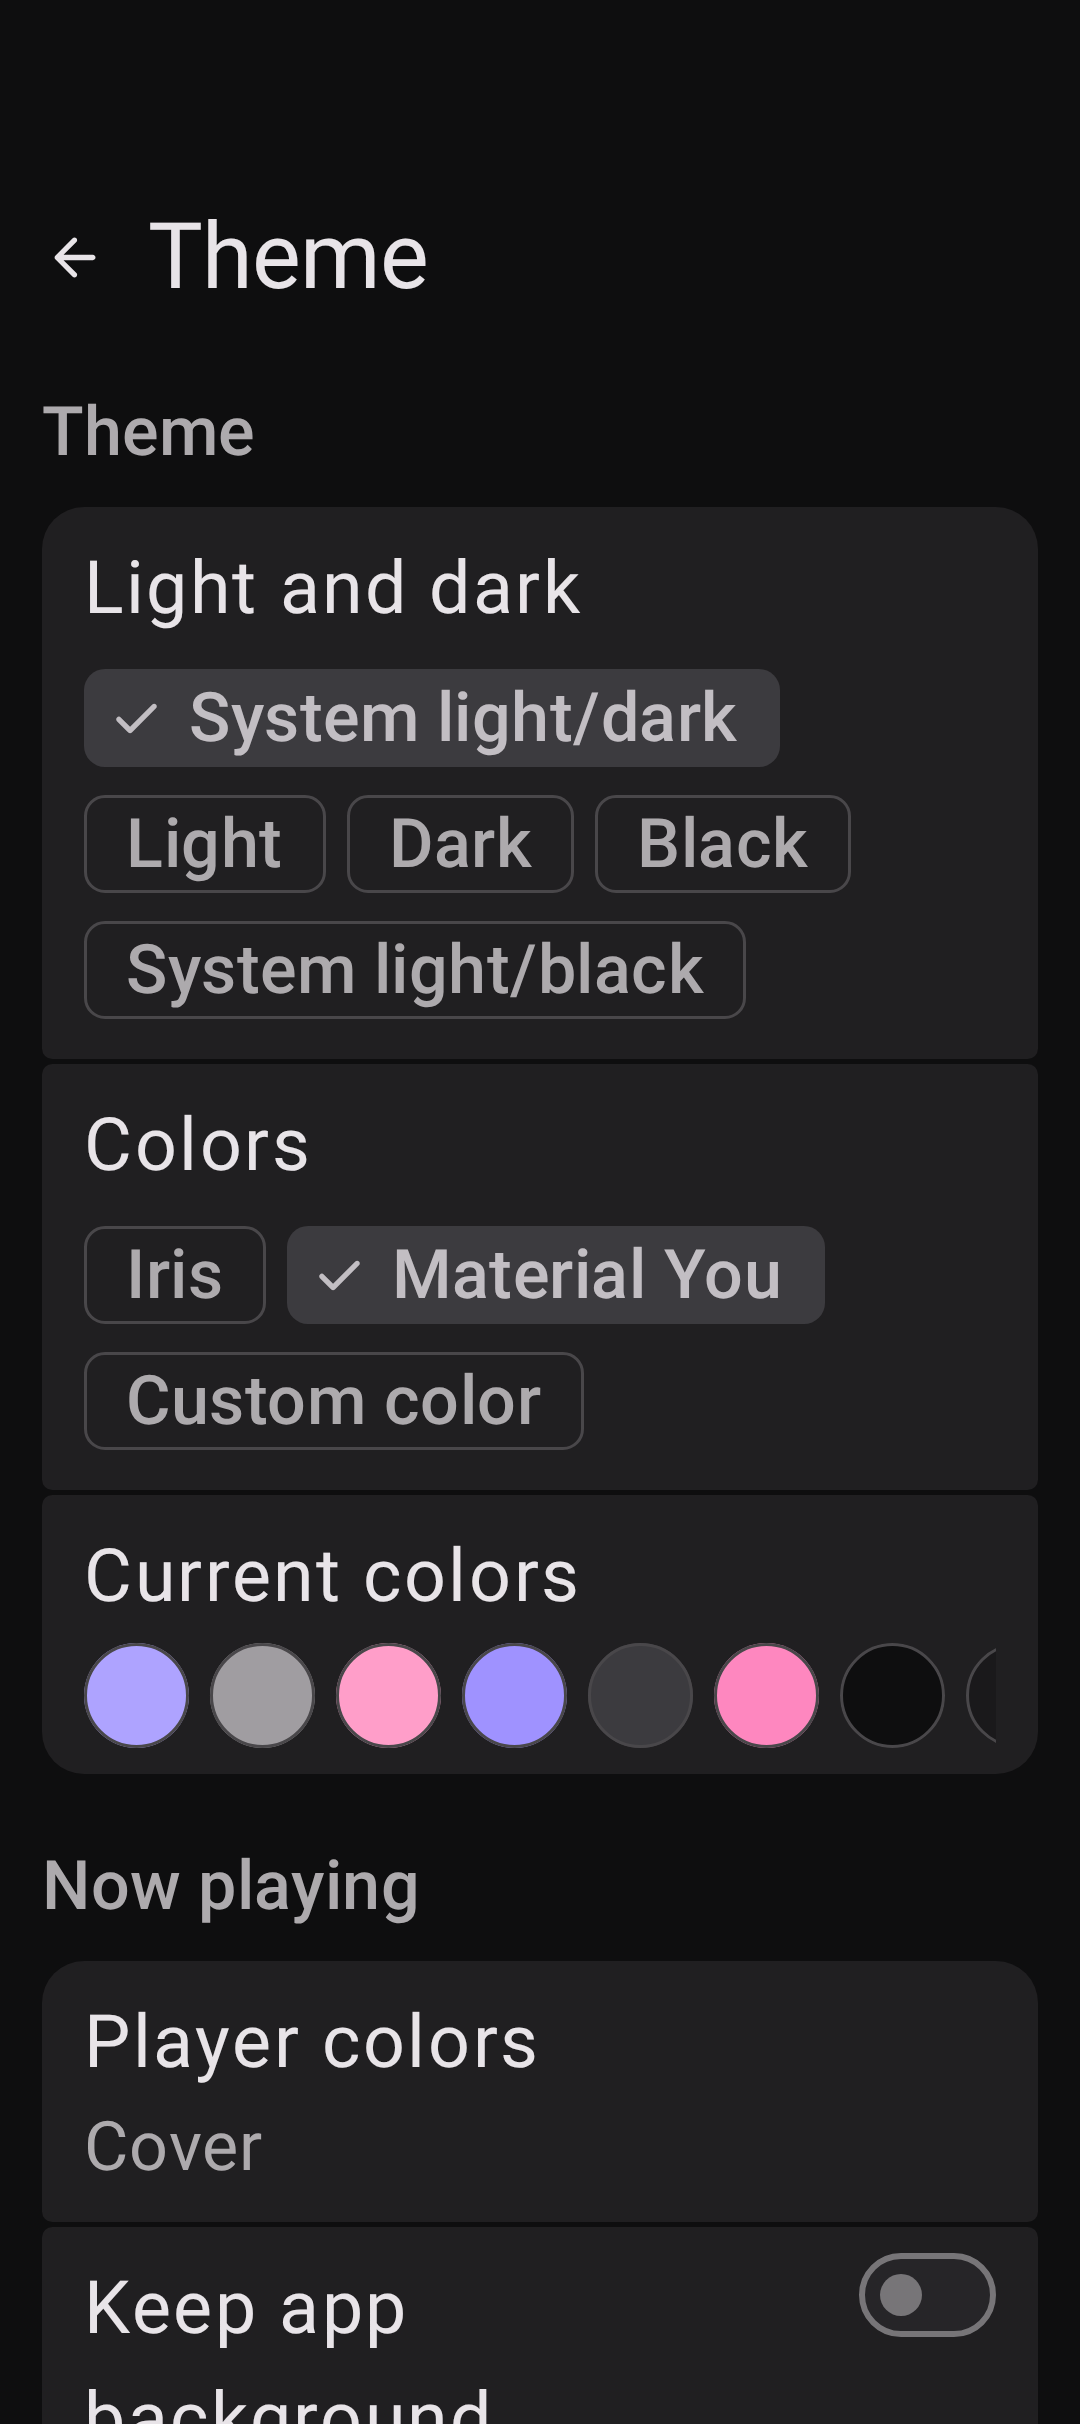 Theme
Theme
Light and dark
System light/dark
Light Dark Black
System light/black
Colors
Iris Material You
Custom color
Current colors
Now playing
Player colors
Cover
Keep app
background